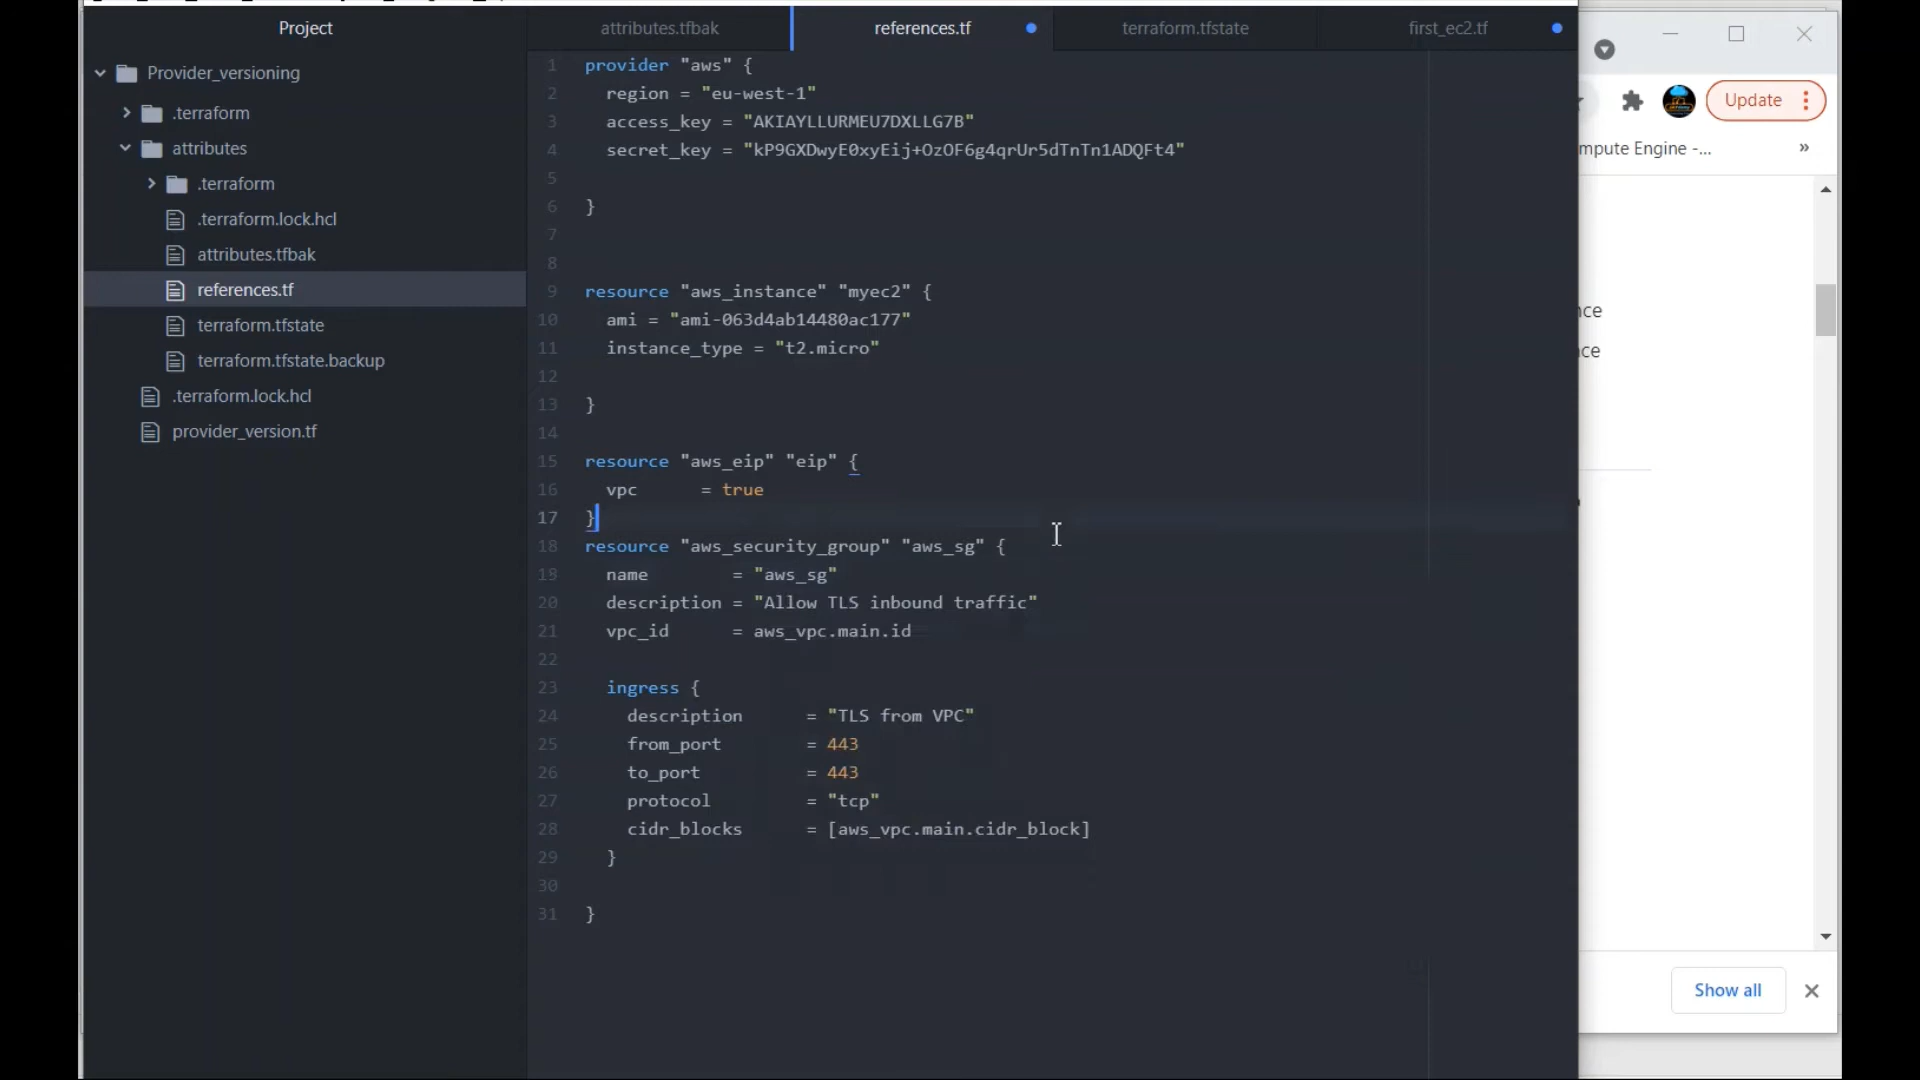 Project
attributes.tfbak
references.tf
terraform.tfstate
first_ec2.tf
Provider_versioning
.terraform
attributes
.terraform
.terraform.lock.hcl
attributes.tfbak
references.tf
terraform.tfstate
terraform.tfstate.backup
.terraform.lock.hcl
provider_version.tf
1 provider "aws" {
2 region = "eu-west-1"
3 access_key = "AKIAYLLURMEU7DXLLG7B"
4 secret_key = "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"
5
6 }
7
8
9 resource "aws_instance" "myec2" {
10 ami = "ami-063d4ab14480ac177"
11 instance_type = "t2.micro"
12
13 }
14
15 resource "aws_eip" "eip" {
16 vpc = true
17 }
18 resource "aws_security_group" "aws_sg" {
19 name = "aws_sg"
20 description = "Allow TLS inbound traffic"
21 vpc_id = aws_vpc.main.id
22
23 ingress {
24 description = "TLS from VPC"
25 from_port = 443
26 to_port = 443
27 protocol = "tcp"
28 cidr_blocks = [aws_vpc.main.cidr_block]
29 }
30
31 }
Update
mpute Engine -...
»
nce
ce
Show all